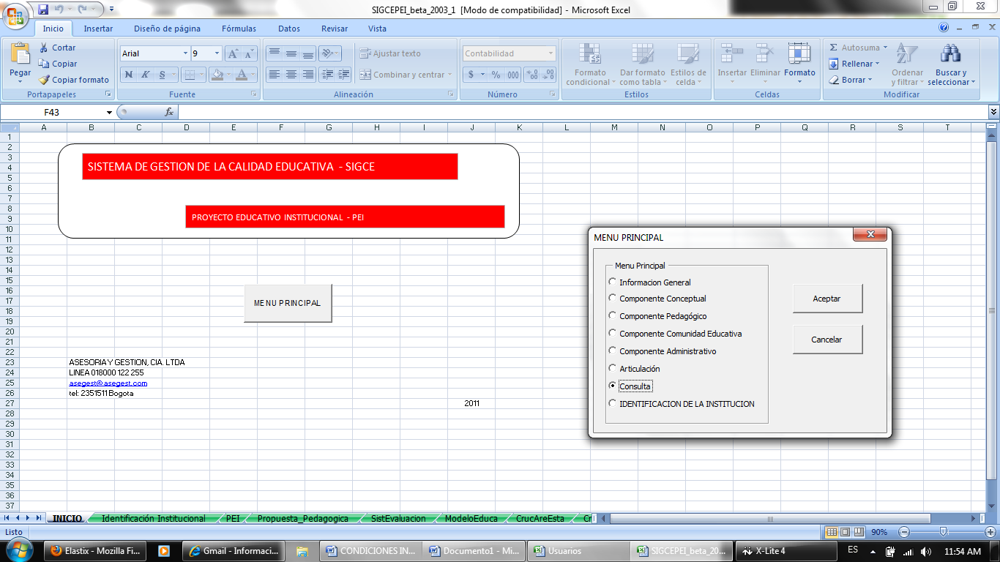 SIGCEPEI_beta_2003_1 [Modo de compatibilidad] - Microsoft Excel
Inicio Insertar Diseño de página Fórmulas Datos Revisar Vista
Pegar
Cortar
Copiar
Copiar formato
Portapapeles
Arial 9
N K S
A A
Fuente
Ajustar texto
Combinar y centrar
Alineación
Contabilidad
$ % 000
Número
Formato condicional
Dar formato como tabla
Estilos de celda
Estilos
Insertar Eliminar Formato
Celdas
Autosuma
Rellenar
Borrar
Ordenar y filtrar
Buscar y seleccionar
Modificar
F43 fx
A B C D E F G H I J K L M N O P Q R S T
1
2
3
4
5
6
7
8
9
10
11
12
13
14
15
16
17
18
19
20
21
22
23
24
25
26
27
28
29
30
31
32
33
34
35
36
37
SISTEMA DE GESTION DE LA CALIDAD EDUCATIVA - SIGCE
PROYECTO EDUCATIVO INSTITUCIONAL - PEI
MENU PRINCIPAL
ASESORIA Y GESTION, CIA. LTDA
LINEA 018000 122 255
asegest@asegest.com
tel: 2351511 Bogota
2011
MENU PRINCIPAL
Menu Principal
Informacion General
Componente Conceptual
Componente Pedagógico
Componente Comunidad Educativa
Componente Administrativo
Articulación
Consulta
IDENTIFICACION DE LA INSTITUCION
Aceptar
Cancelar
INICIO Identificación Institucional PEI Propuesta_Pedagogica SistEvaluacion ModeloEduca CrucAreEsta Cr
Listo 90%
Elastix - Mozilla Fi... Gmail - Informaci... CONDICIONES IN... Documento1 - Mi... Usuarios SIGCEPEI_beta_20... X-Lite 4 ES 11:54 AM